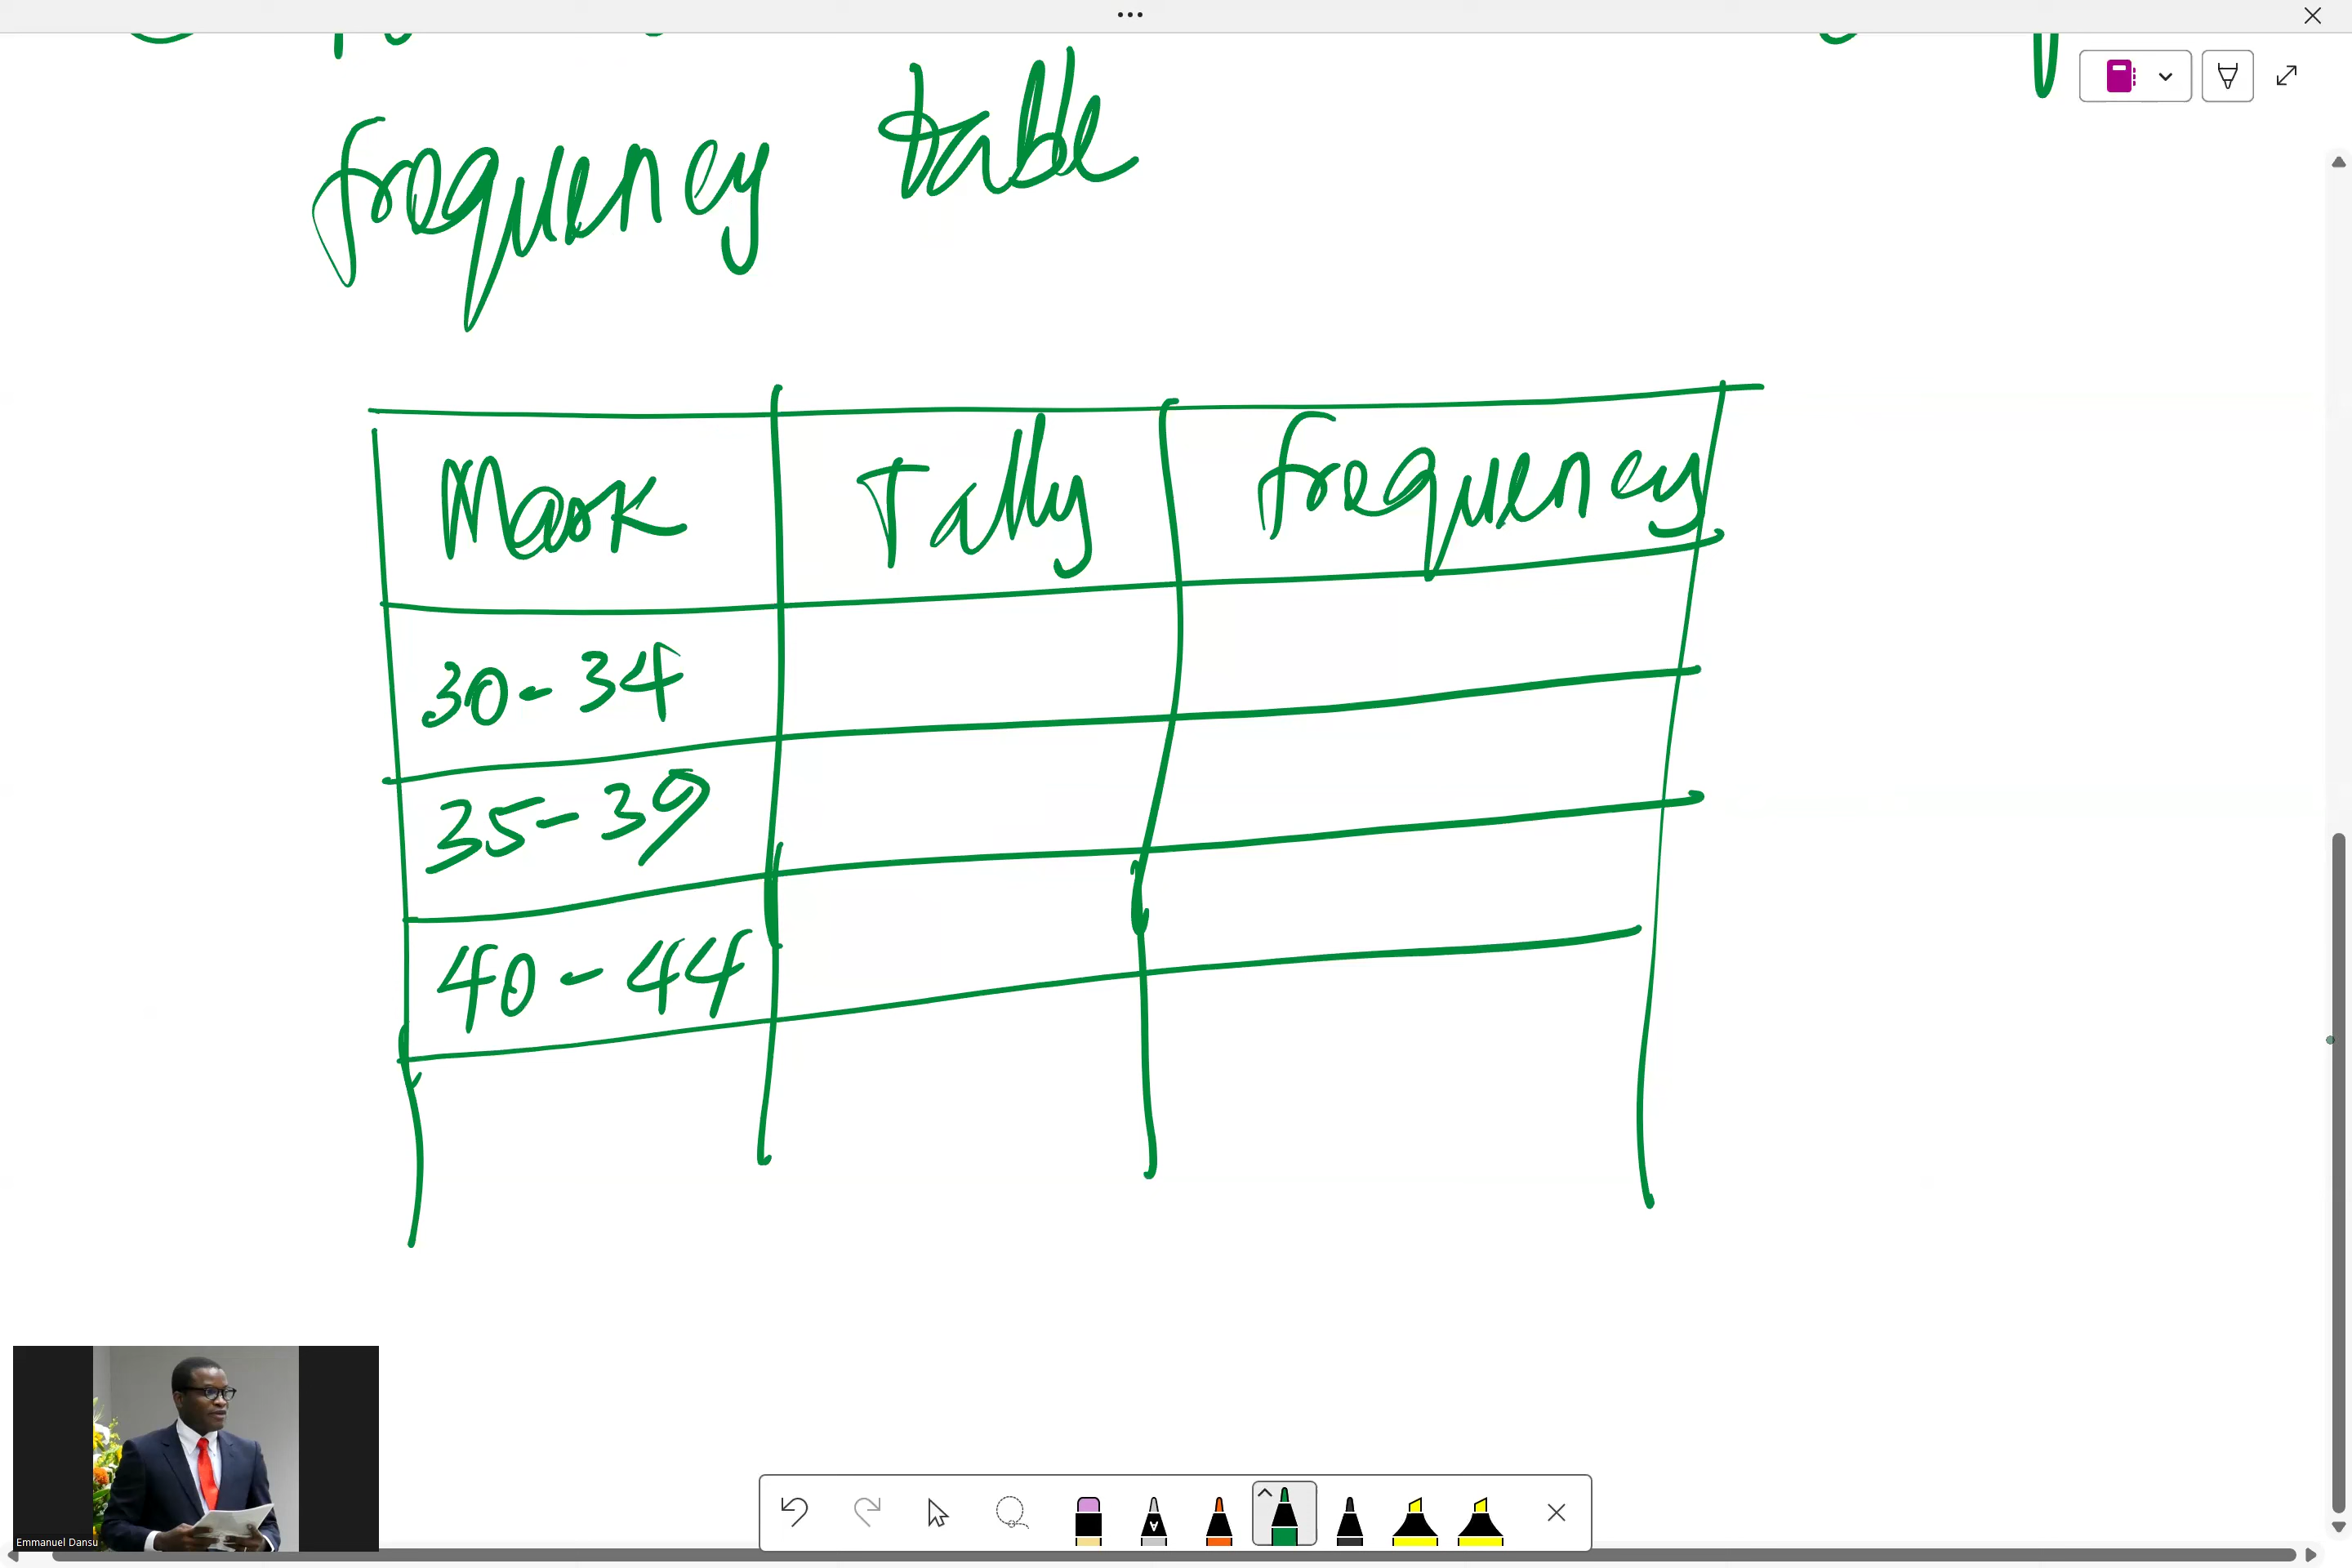 frequency table
Mark Tally frequency
30 - 34
35 - 39
40 - 44
Emmanuel Dansu